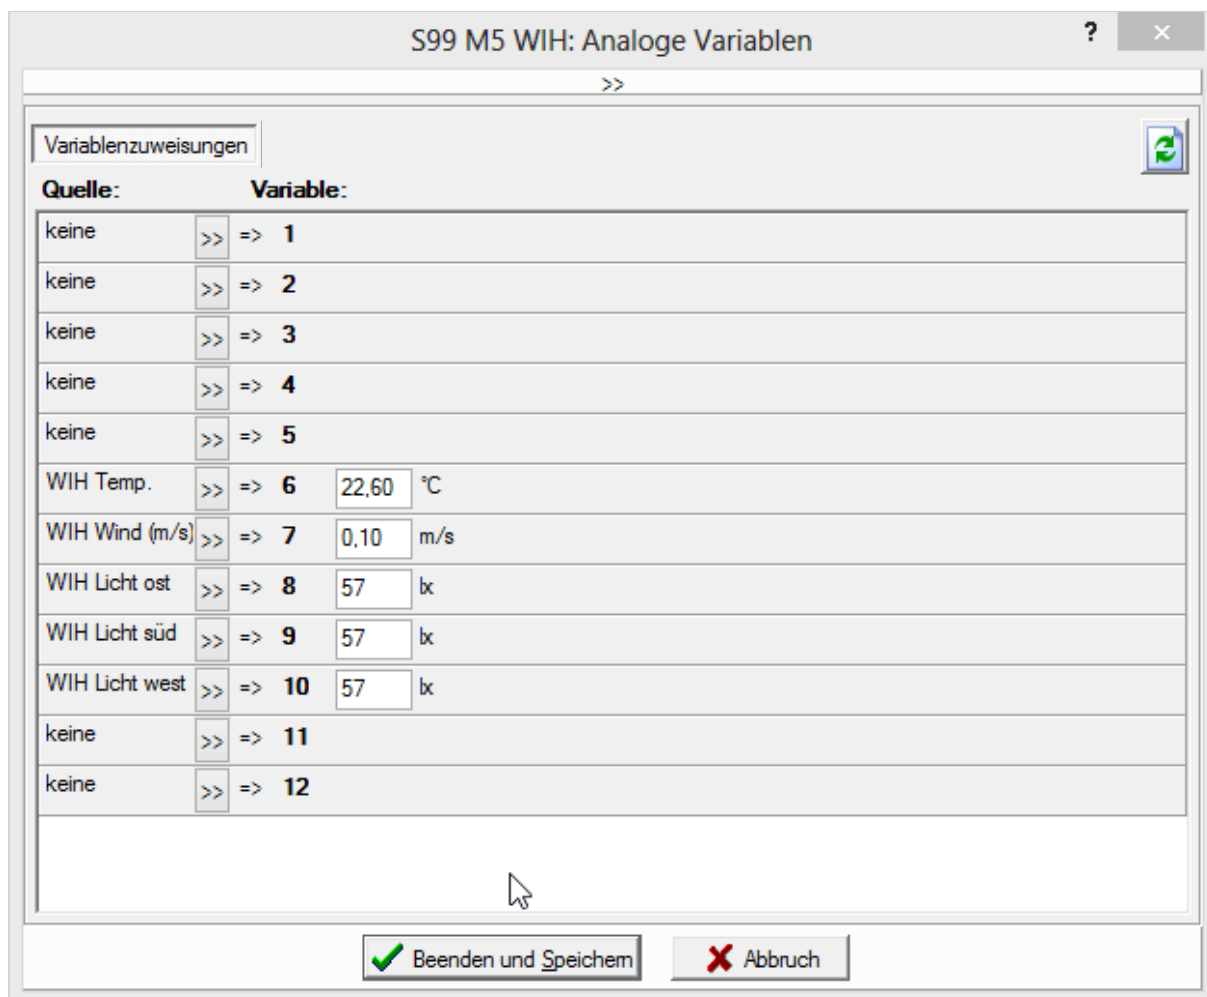 S99 M5 WIH: Analoge Variablen ? ×
>>
Variablenzuweisungen
Quelle: Variable:
keine >> => 1
keine >> => 2
keine >> => 3
keine >> => 4
keine >> => 5
WIH Temp. >> => 6 22,60 °C
WIH Wind (m/s) >> => 7 0,10 m/s
WIH Licht ost >> => 8 57 lx
WIH Licht süd >> => 9 57 lx
WIH Licht west >> => 10 57 lx
keine >> => 11
keine >> => 12
Beenden und Speichern Abbruch